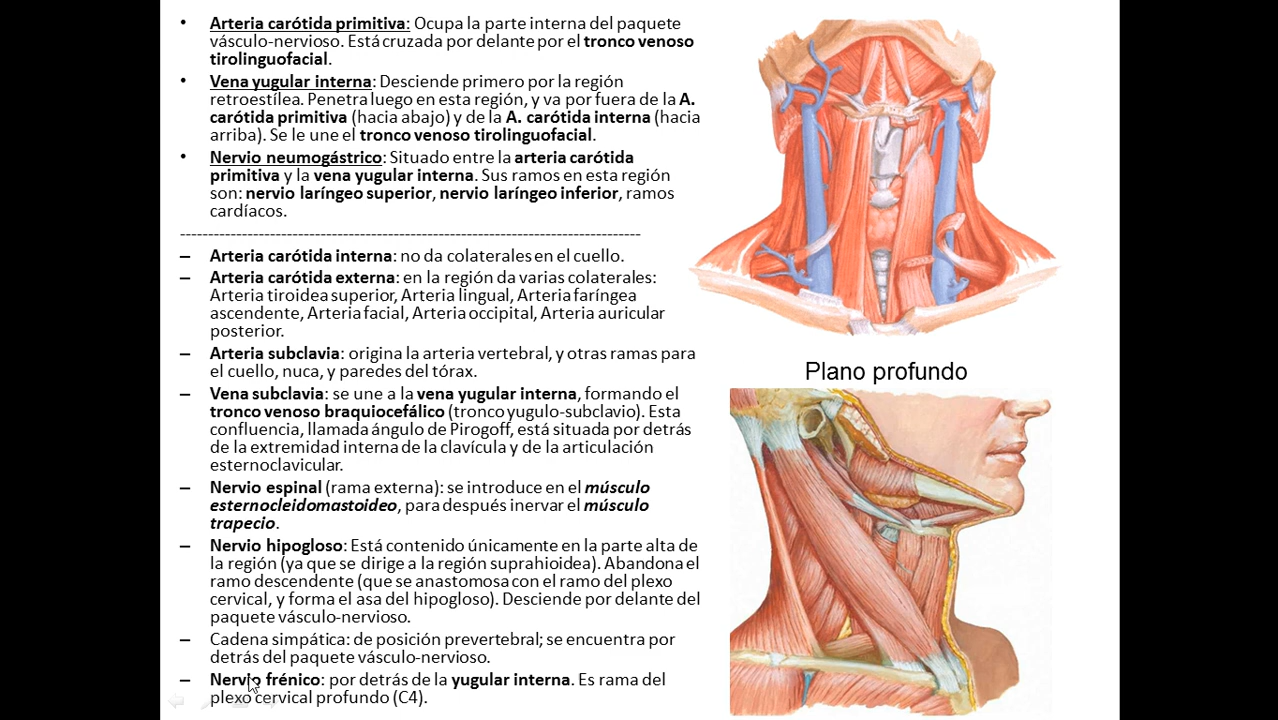 • Arteria carótida primitiva: Ocupa la parte interna del paquete
vásculo-nervioso. Está cruzada por delante por el tronco venoso
tirolinguofacial.
• Vena yugular interna: Desciende primero por la región
retroestílea. Penetra luego en esta región, y va por fuera de la A.
carótida primitiva (hacia abajo) y de la A. carótida interna (hacia
arriba). Se le une el tronco venoso tirolinguofacial.
• Nervio neumogástrico: Situado entre la arteria carótida
primitiva y la vena yugular interna. Sus ramos en esta región
son: nervio laríngeo superior, nervio laríngeo inferior, ramos
cardíacos.
--------------------------------------------------------------------------------
– Arteria carótida interna: no da colaterales en el cuello.
– Arteria carótida externa: en la región da varias colaterales:
Arteria tiroidea superior, Arteria lingual, Arteria faríngea
ascendente, Arteria facial, Arteria occipital, Arteria auricular
posterior.
– Arteria subclavia: origina la arteria vertebral, y otras ramas para
el cuello, nuca, y paredes del tórax.
– Vena subclavia: se une a la vena yugular interna, formando el
tronco venoso braquiocefálico (tronco yugulo-subclavio). Esta
confluencia, llamada ángulo de Pirogoff, está situada por detrás
de la extremidad interna de la clavícula y de la articulación
esternoclavicular.
– Nervio espinal (rama externa): se introduce en el músculo
esternocleidomastoideo, para después inervar el músculo
trapecio.
– Nervio hipogloso: Está contenido únicamente en la parte alta de
la región (ya que se dirige a la región suprahioidea). Abandona el
ramo descendente (que se anastomosa con el ramo del plexo
cervical, y forma el asa del hipogloso). Desciende por delante del
paquete vásculo-nervioso.
– Cadena simpática: de posición prevertebral; se encuentra por
detrás del paquete vásculo-nervioso.
– Nervio frénico: por detrás de la yugular interna. Es rama del
plexo cervical profundo (C4).
Plano profundo